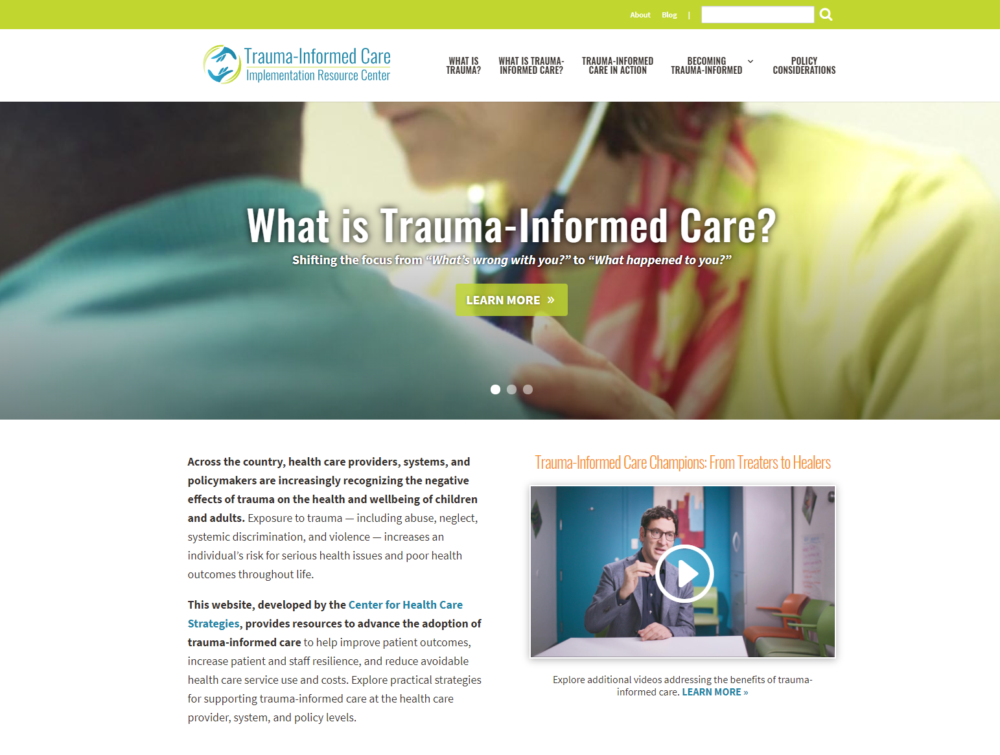 About Blog |
Trauma-Informed Care
Implementation Resource Center
WHAT IS
TRAUMA?
WHAT IS TRAUMA-
INFORMED CARE?
TRAUMA-INFORMED
CARE IN ACTION
BECOMING
TRAUMA-INFORMED
POLICY
CONSIDERATIONS
What is Trauma-Informed Care?
Shifting the focus from “What’s wrong with you?” to “What happened to you?”
LEARN MORE »
Across the country, health care providers, systems, and
policymakers are increasingly recognizing the negative
effects of trauma on the health and wellbeing of children
and adults. Exposure to trauma — including abuse, neglect,
systemic discrimination, and violence — increases an
individual’s risk for serious health issues and poor health
outcomes throughout life.
This website, developed by the Center for Health Care
Strategies, provides resources to advance the adoption of
trauma-informed care to help improve patient outcomes,
increase patient and staff resilience, and reduce avoidable
health care service use and costs. Explore practical strategies
for supporting trauma-informed care at the health care
provider, system, and policy levels.
Trauma-Informed Care Champions: From Treaters to Healers
Explore additional videos addressing the benefits of trauma-
informed care. LEARN MORE »